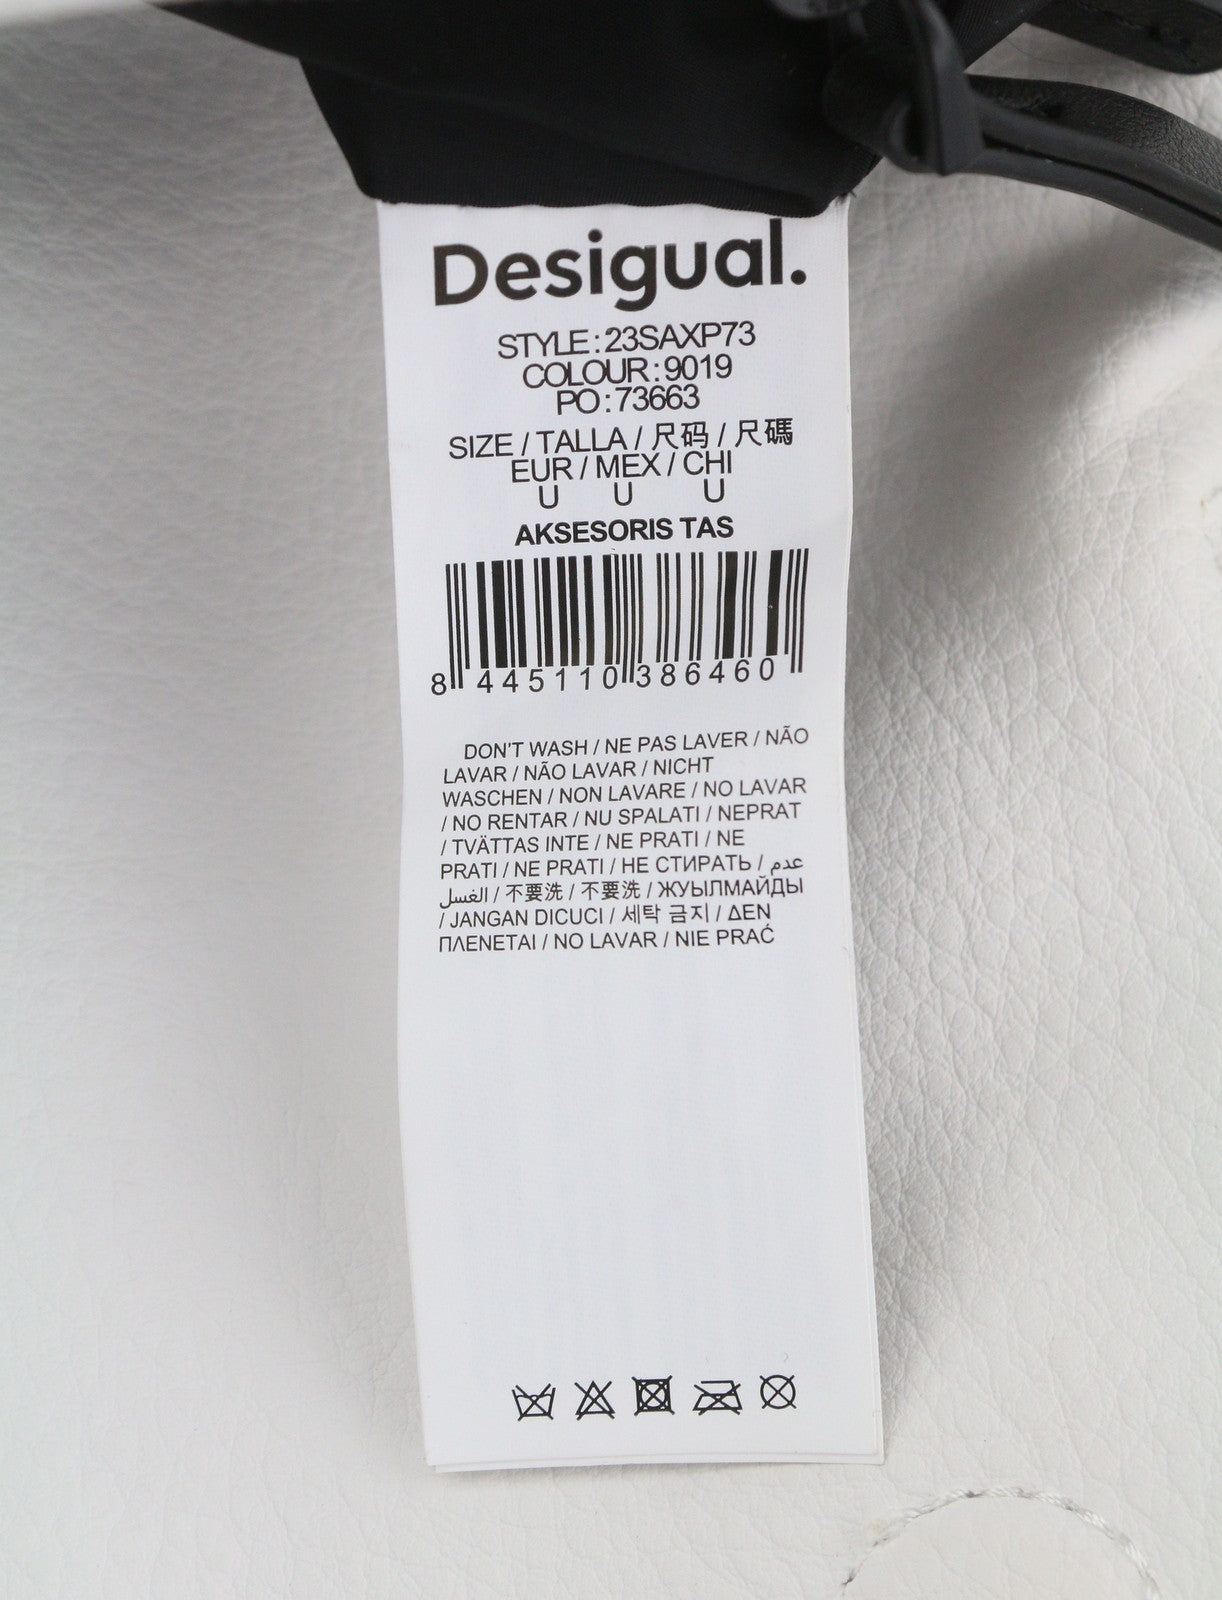 Desigual.
STYLE:23SAXP73
COLOUR:9019
PO:73663
SIZE / TALLA / 尺码 / 尺碼
EUR / MEX / CHI
U U U
AKSESORIS TAS
8 445110 386460
DON'T WASH / NE PAS LAVER / NÃO
LAVAR / NÃO LAVAR / NICHT
WASCHEN / NON LAVARE / NO LAVAR
/ NO RENTAR / NU SPALATI / NEPRAT
/ TVÄTTAS INTE / NE PRATI / NE
PRATI / NE PRATI / НЕ СТИРАТЬ / عدم
الغسل / 不要洗 / 不要洗 / ЖУЫЛМАЙДЫ
/ JANGAN DICUCI / 세탁 금지 / ΔΕΝ
ΠΛΕΝΕΤΑΙ / NO LAVAR / NIE PRAĆ